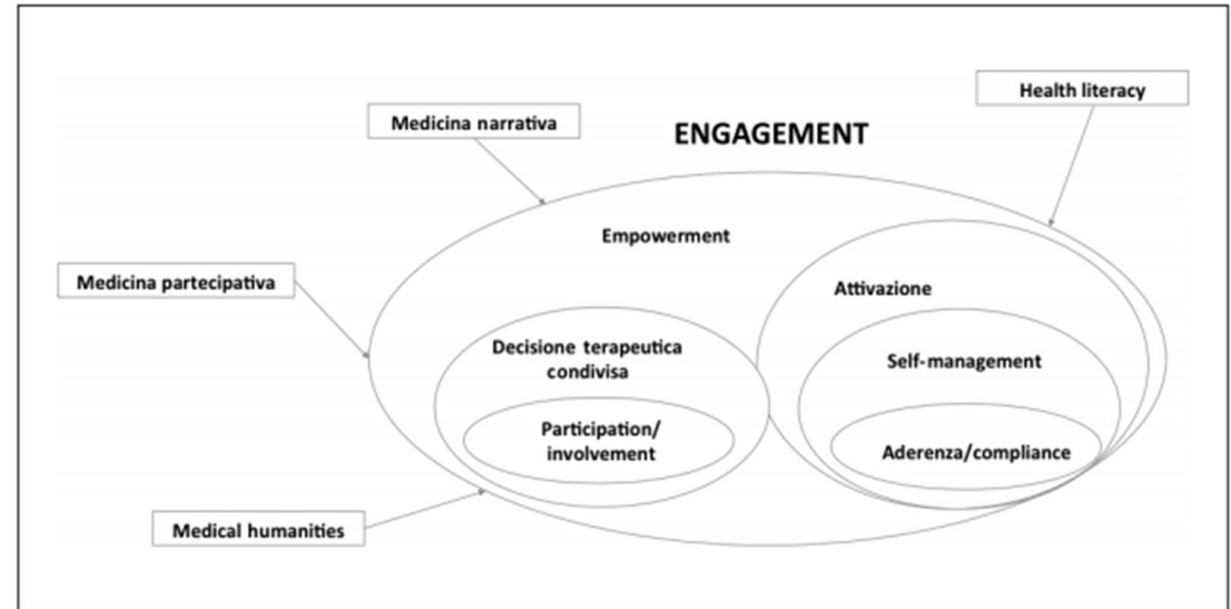 Health literacy
Medicina narrativa
ENGAGEMENT
Empowerment
Medicina partecipativa
Attivazione
Decisione terapeutica
condivisa
Self-management
Participation/
involvement
Aderenza/compliance
Medical humanities